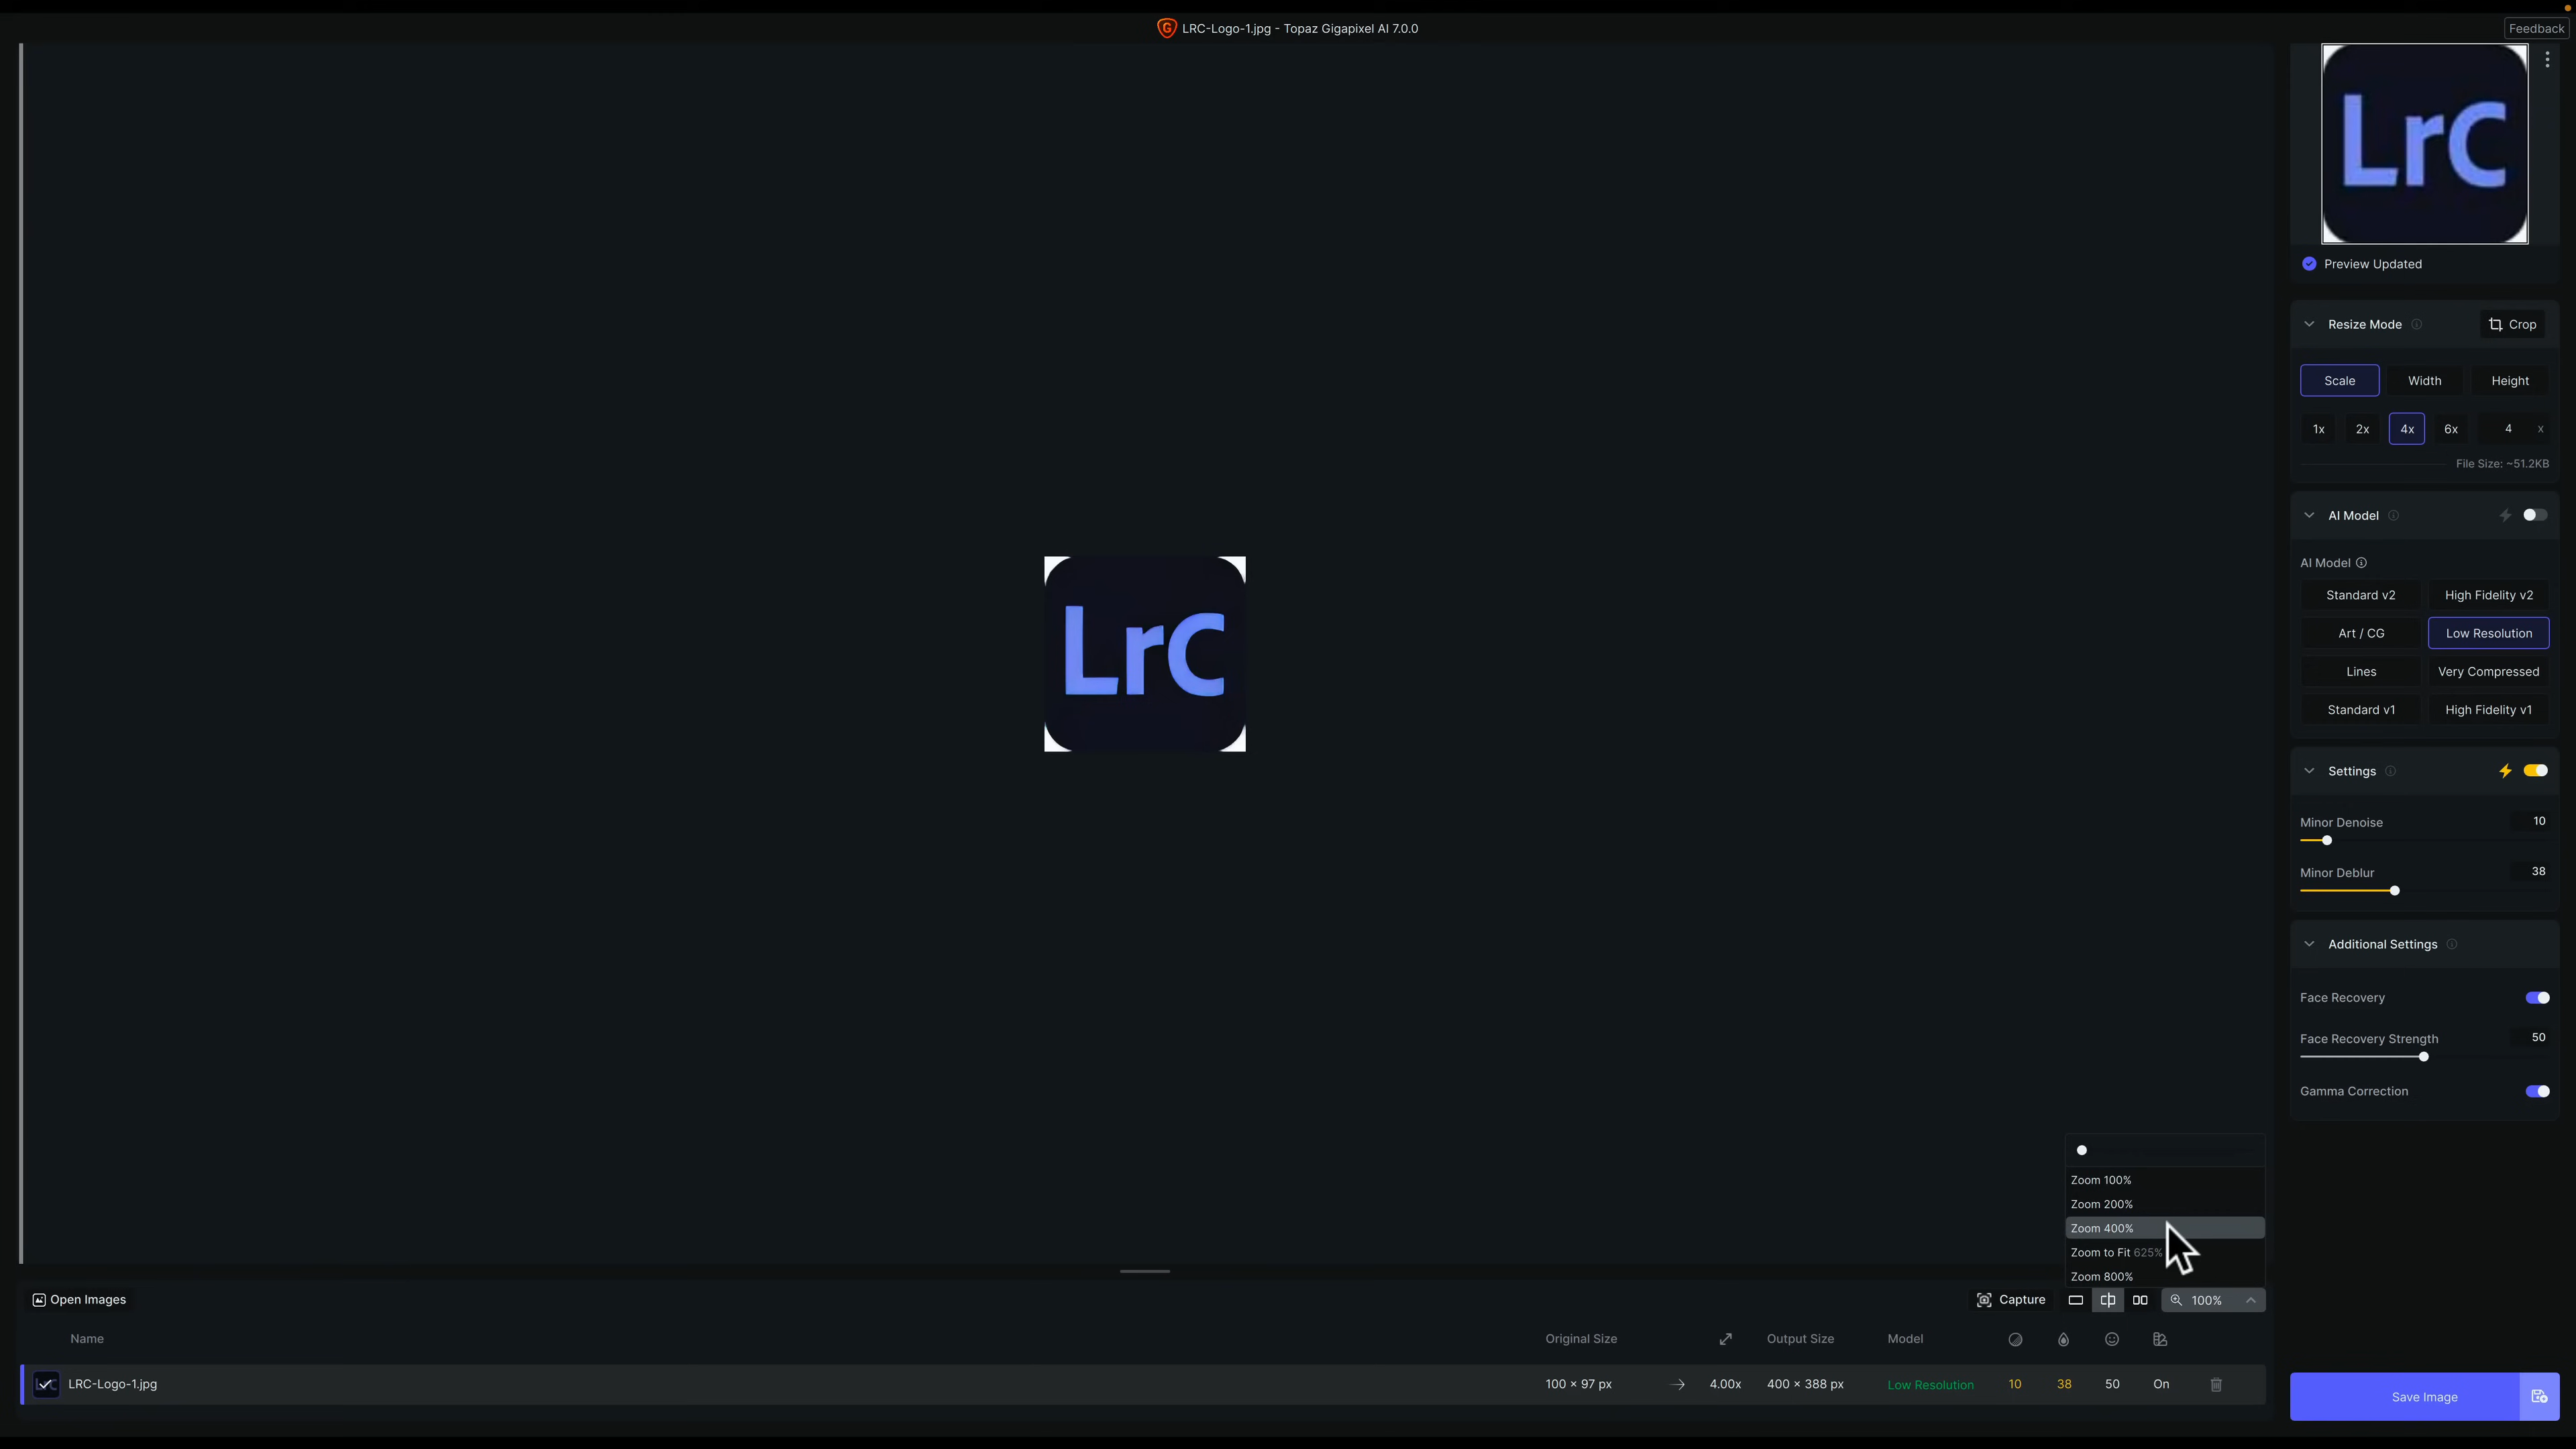 LRC-Logo-1.jpg - Topaz Gigapixel AI 7.0.0
Feedback
LrC
Preview Updated
Resize Mode
Crop
Scale Width Height
1x 2x 4x 6x 4 x
File Size: ~51.2KB
AI Model
AI Model
Standard v2 High Fidelity v2
Art / CG Low Resolution
Lines Very Compressed
Standard v1 High Fidelity v1
LrC
Settings
Minor Denoise 10
Minor Deblur 38
Additional Settings
Face Recovery
Face Recovery Strength 50
Gamma Correction
Zoom 100%
Zoom 200%
Zoom 400%
Zoom to Fit 625%
Zoom 800%
Open Images Capture 100%
Name Original Size Output Size Model
LRC-Logo-1.jpg 100 × 97 px 4.00x 400 × 388 px Low Resolution 10 38 50 On
Save Image